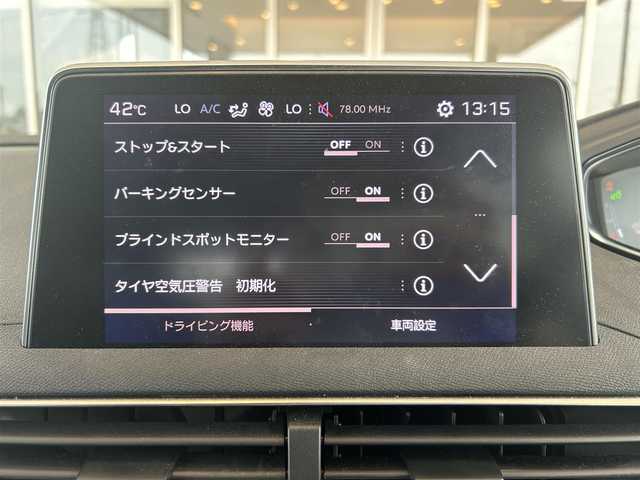 42°C LO A/C LO 78.00 MHz 13:15
ストップ&スタート OFF ON
パーキングセンサー OFF ON
ブラインドスポットモニター OFF ON
タイヤ空気圧警告 初期化
ドライビング機能 車両設定